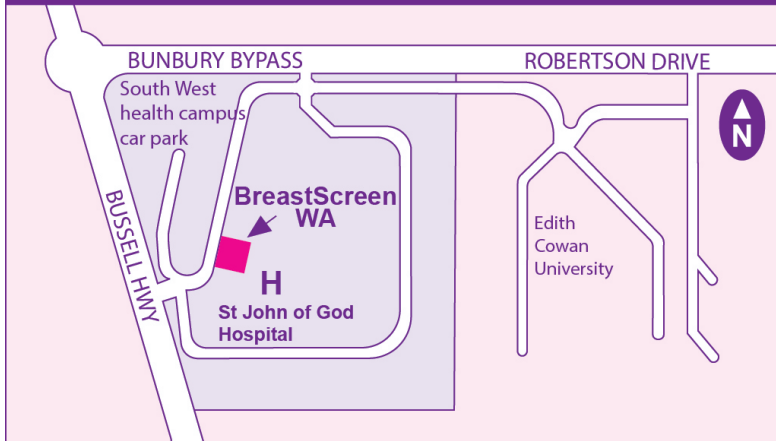 BUNBURY BYPASS
ROBERTSON DRIVE
South West
health campus
car park
N
BreastScreen
WA
BUSSELL HWY
Edith
Cowan
University
H
St John of God
Hospital